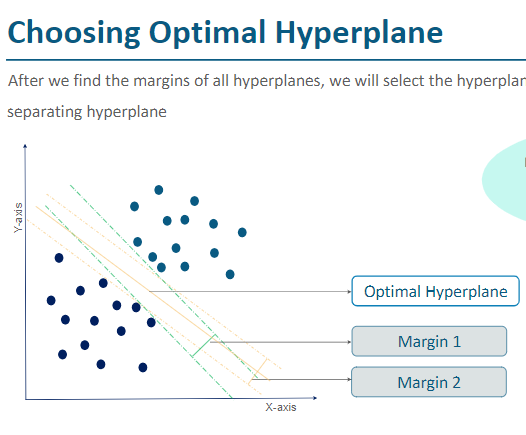 Choosing Optimal Hyperplane
After we find the margins of all hyperplanes, we will select the
separating hyperplane
Y-axis
Optimal Hyperplane
Margin 1
Margin 2
X-axis